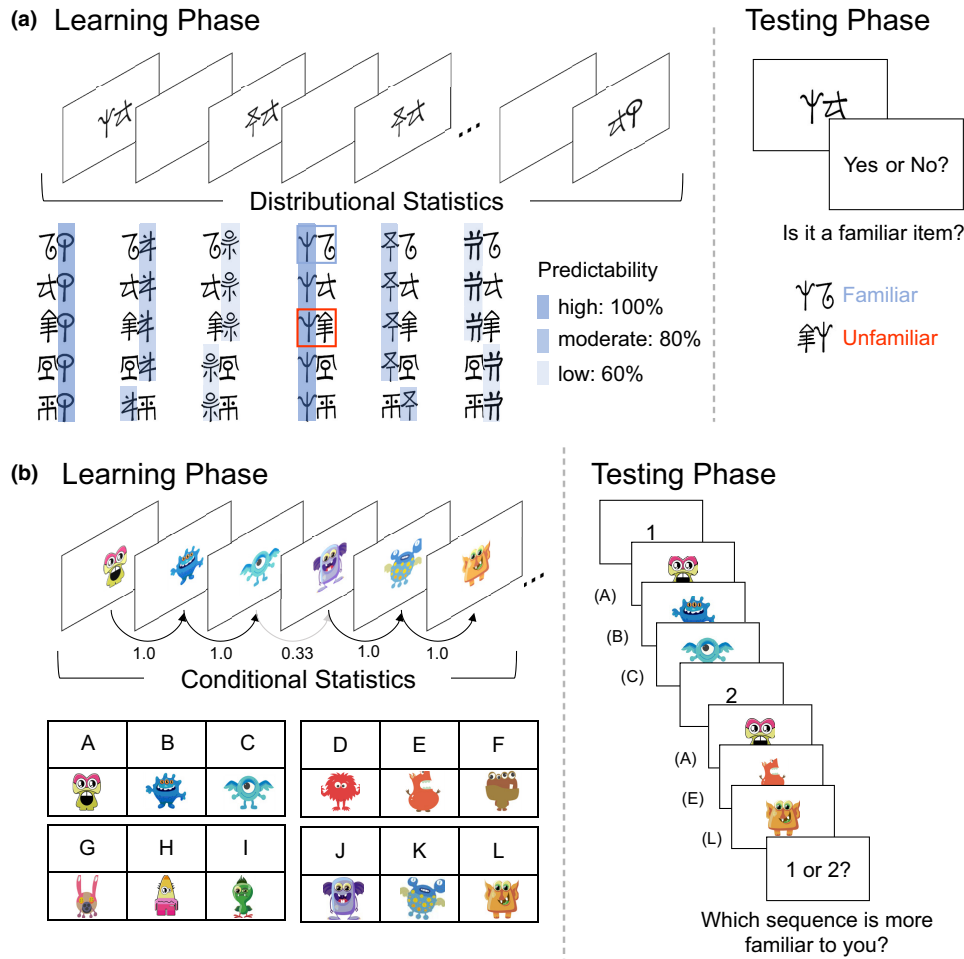 (a) Learning Phase
...
Distributional Statistics
Predictability
high: 100%
moderate: 80%
low: 60%
Testing Phase
Yes or No?
Is it a familiar item?
Familiar
Unfamiliar
(b) Learning Phase
...
1.0 1.0 0.33 1.0 1.0
Conditional Statistics
A B C
D E F
G H I
J K L
Testing Phase
1
(A)
(B)
(C)
2
(A)
(E)
(L)
1 or 2?
Which sequence is more
familiar to you?